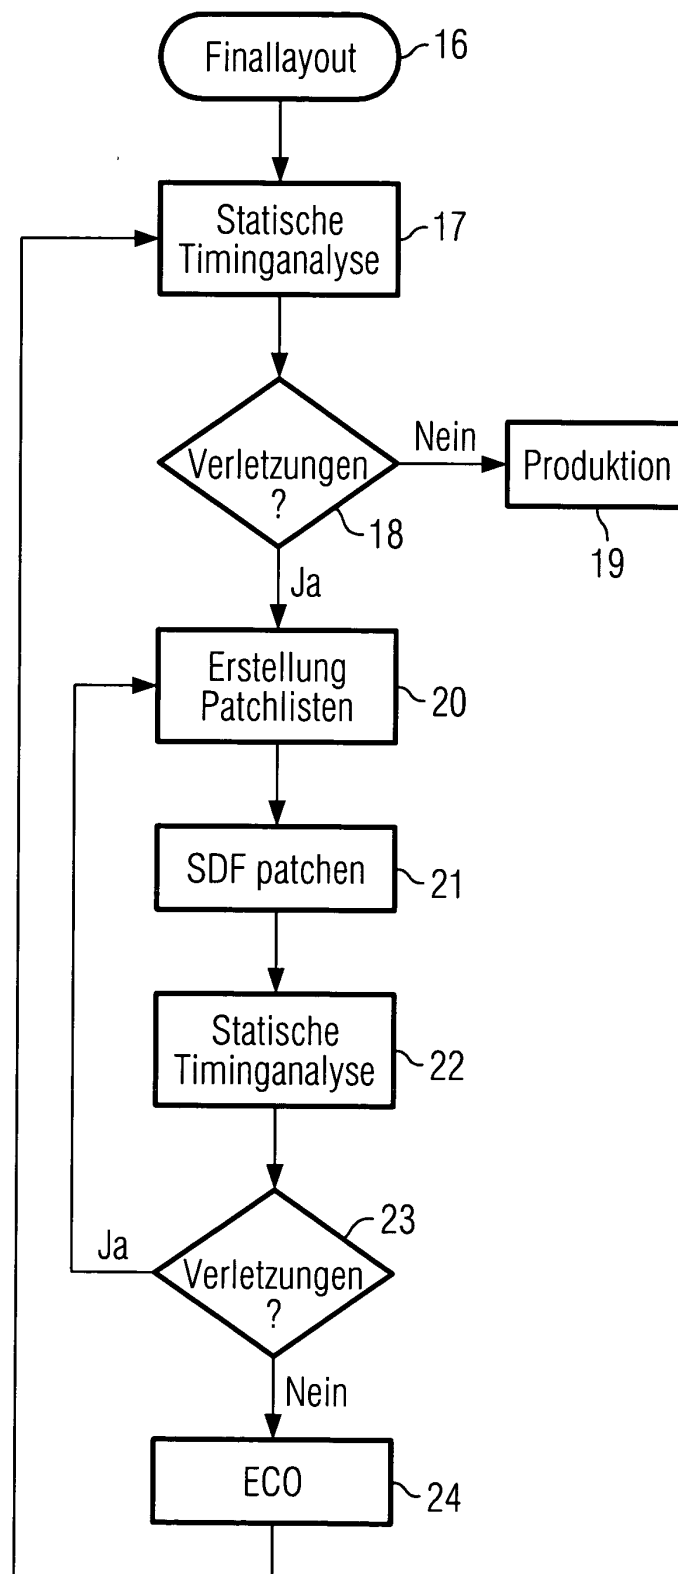 Finallayout
16
Statische
Timinganalyse
17
Verletzungen
?
18
Nein
Produktion
19
Ja
Erstellung
Patchlisten
20
SDF patchen
21
Statische
Timinganalyse
22
23
Ja
Verletzungen
?
Nein
ECO
24